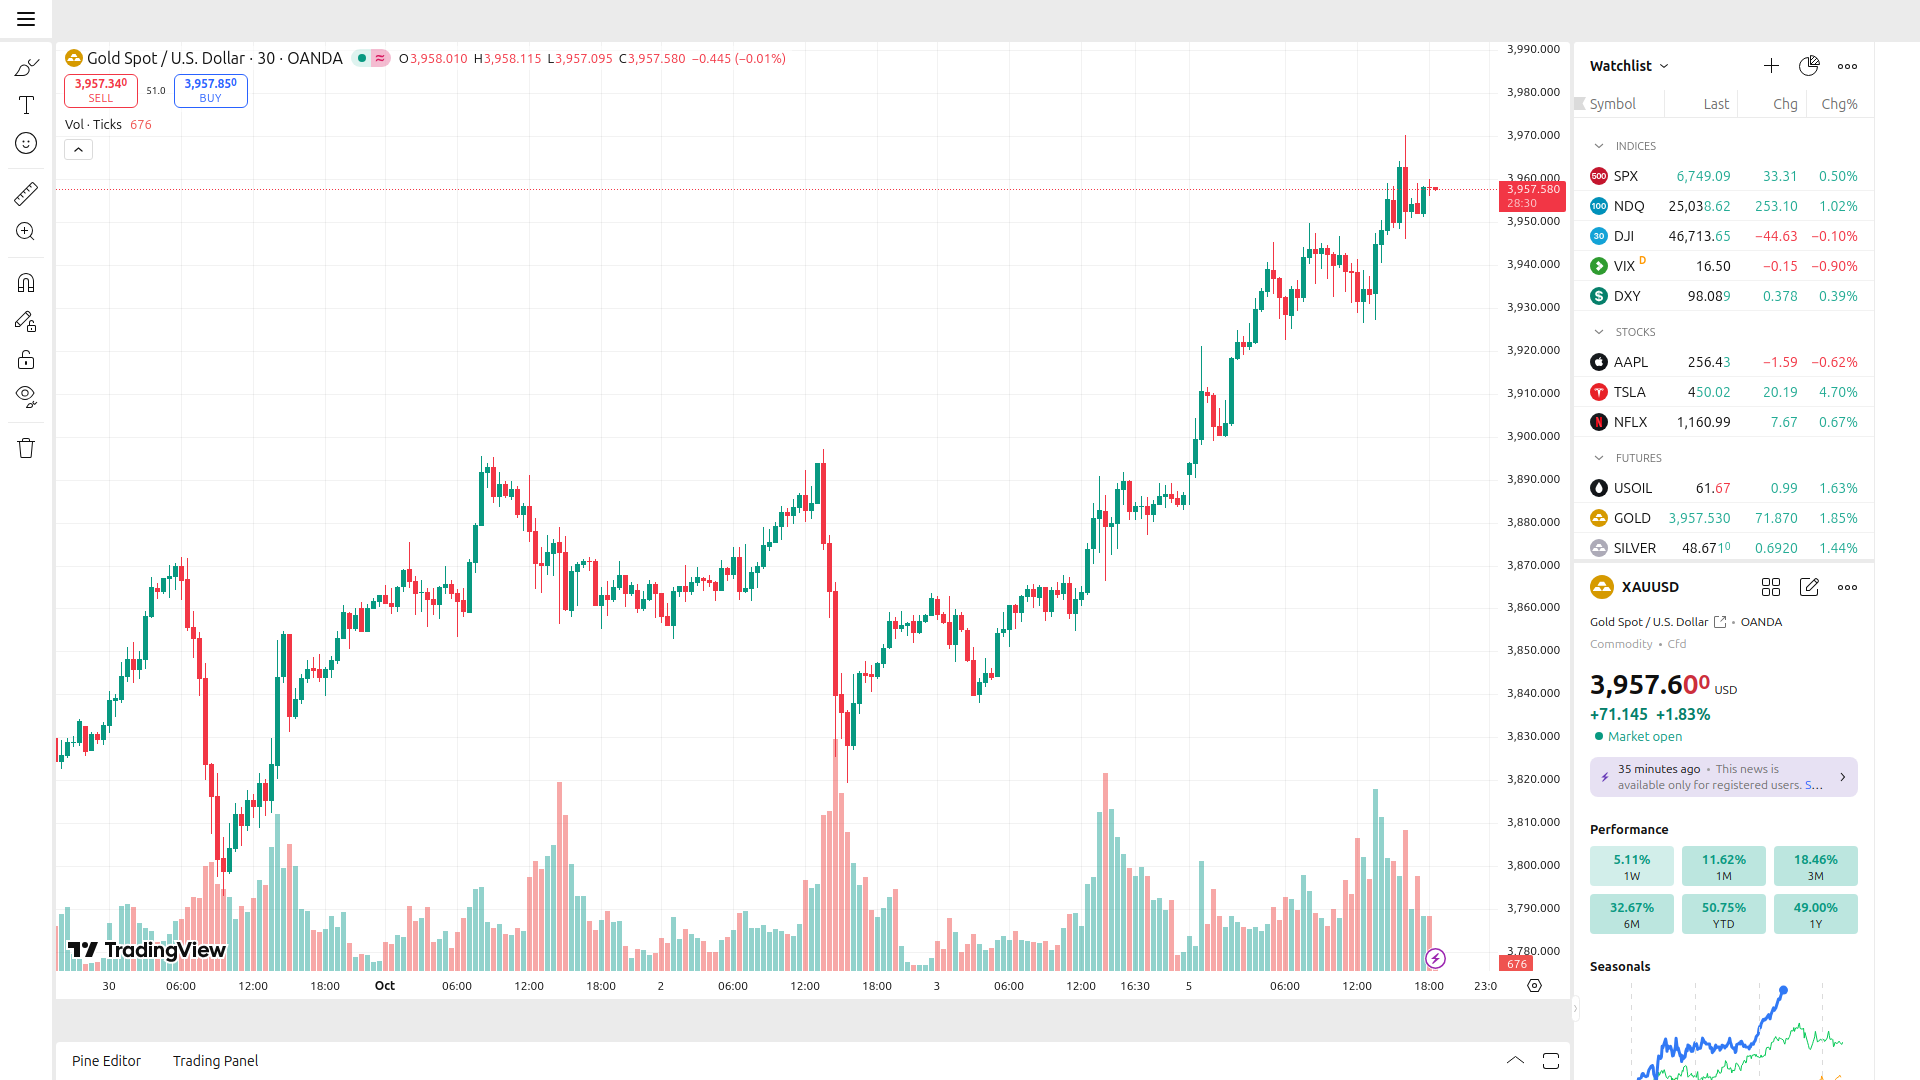 Gold Spot / U.S. Dollar · 30 · OANDA
O3,958.010 H3,958.115 L3,957.095 C3,957.580 −0.445 (−0.01%)
3,957.340 51.0 3,957.850
SELL BUY
Vol · Ticks 676
3,990.000
3,980.000
3,970.000
3,960.000
3,957.580
28:30
3,950.000
3,940.000
3,930.000
3,920.000
3,910.000
3,900.000
3,890.000
3,880.000
3,870.000
3,860.000
3,850.000
3,840.000
3,830.000
3,820.000
3,810.000
3,800.000
3,790.000
3,780.000
676
TradingView
30 06:00 12:00 18:00 Oct 06:00 12:00 18:00 2 06:00 12:00 18:00 3 06:00 12:00 16:30 5 06:00 12:00 18:00 23:0
Pine Editor Trading Panel
Watchlist
Symbol Last Chg Chg%
INDICES
500 SPX 6,749.09 33.31 0.50%
100 NDQ 25,038.62 253.10 1.02%
30 DJI 46,713.65 −44.63 −0.10%
VIX D 16.50 −0.15 −0.90%
$ DXY 98.089 0.378 0.39%
STOCKS
AAPL 256.43 −1.59 −0.62%
TSLA 450.02 20.19 4.70%
N NFLX 1,160.99 7.67 0.67%
FUTURES
USOIL 61.67 0.99 1.63%
GOLD 3,957.530 71.870 1.85%
SILVER 48.6710 0.6920 1.44%
XAUUSD
Gold Spot / U.S. Dollar • OANDA
Commodity • Cfd
3,957.600 USD
+71.145 +1.83%
Market open
35 minutes ago • This news is
available only for registered users. S...
Performance
5.11% 11.62% 18.46%
1W 1M 3M
32.67% 50.75% 49.00%
6M YTD 1Y
Seasonals